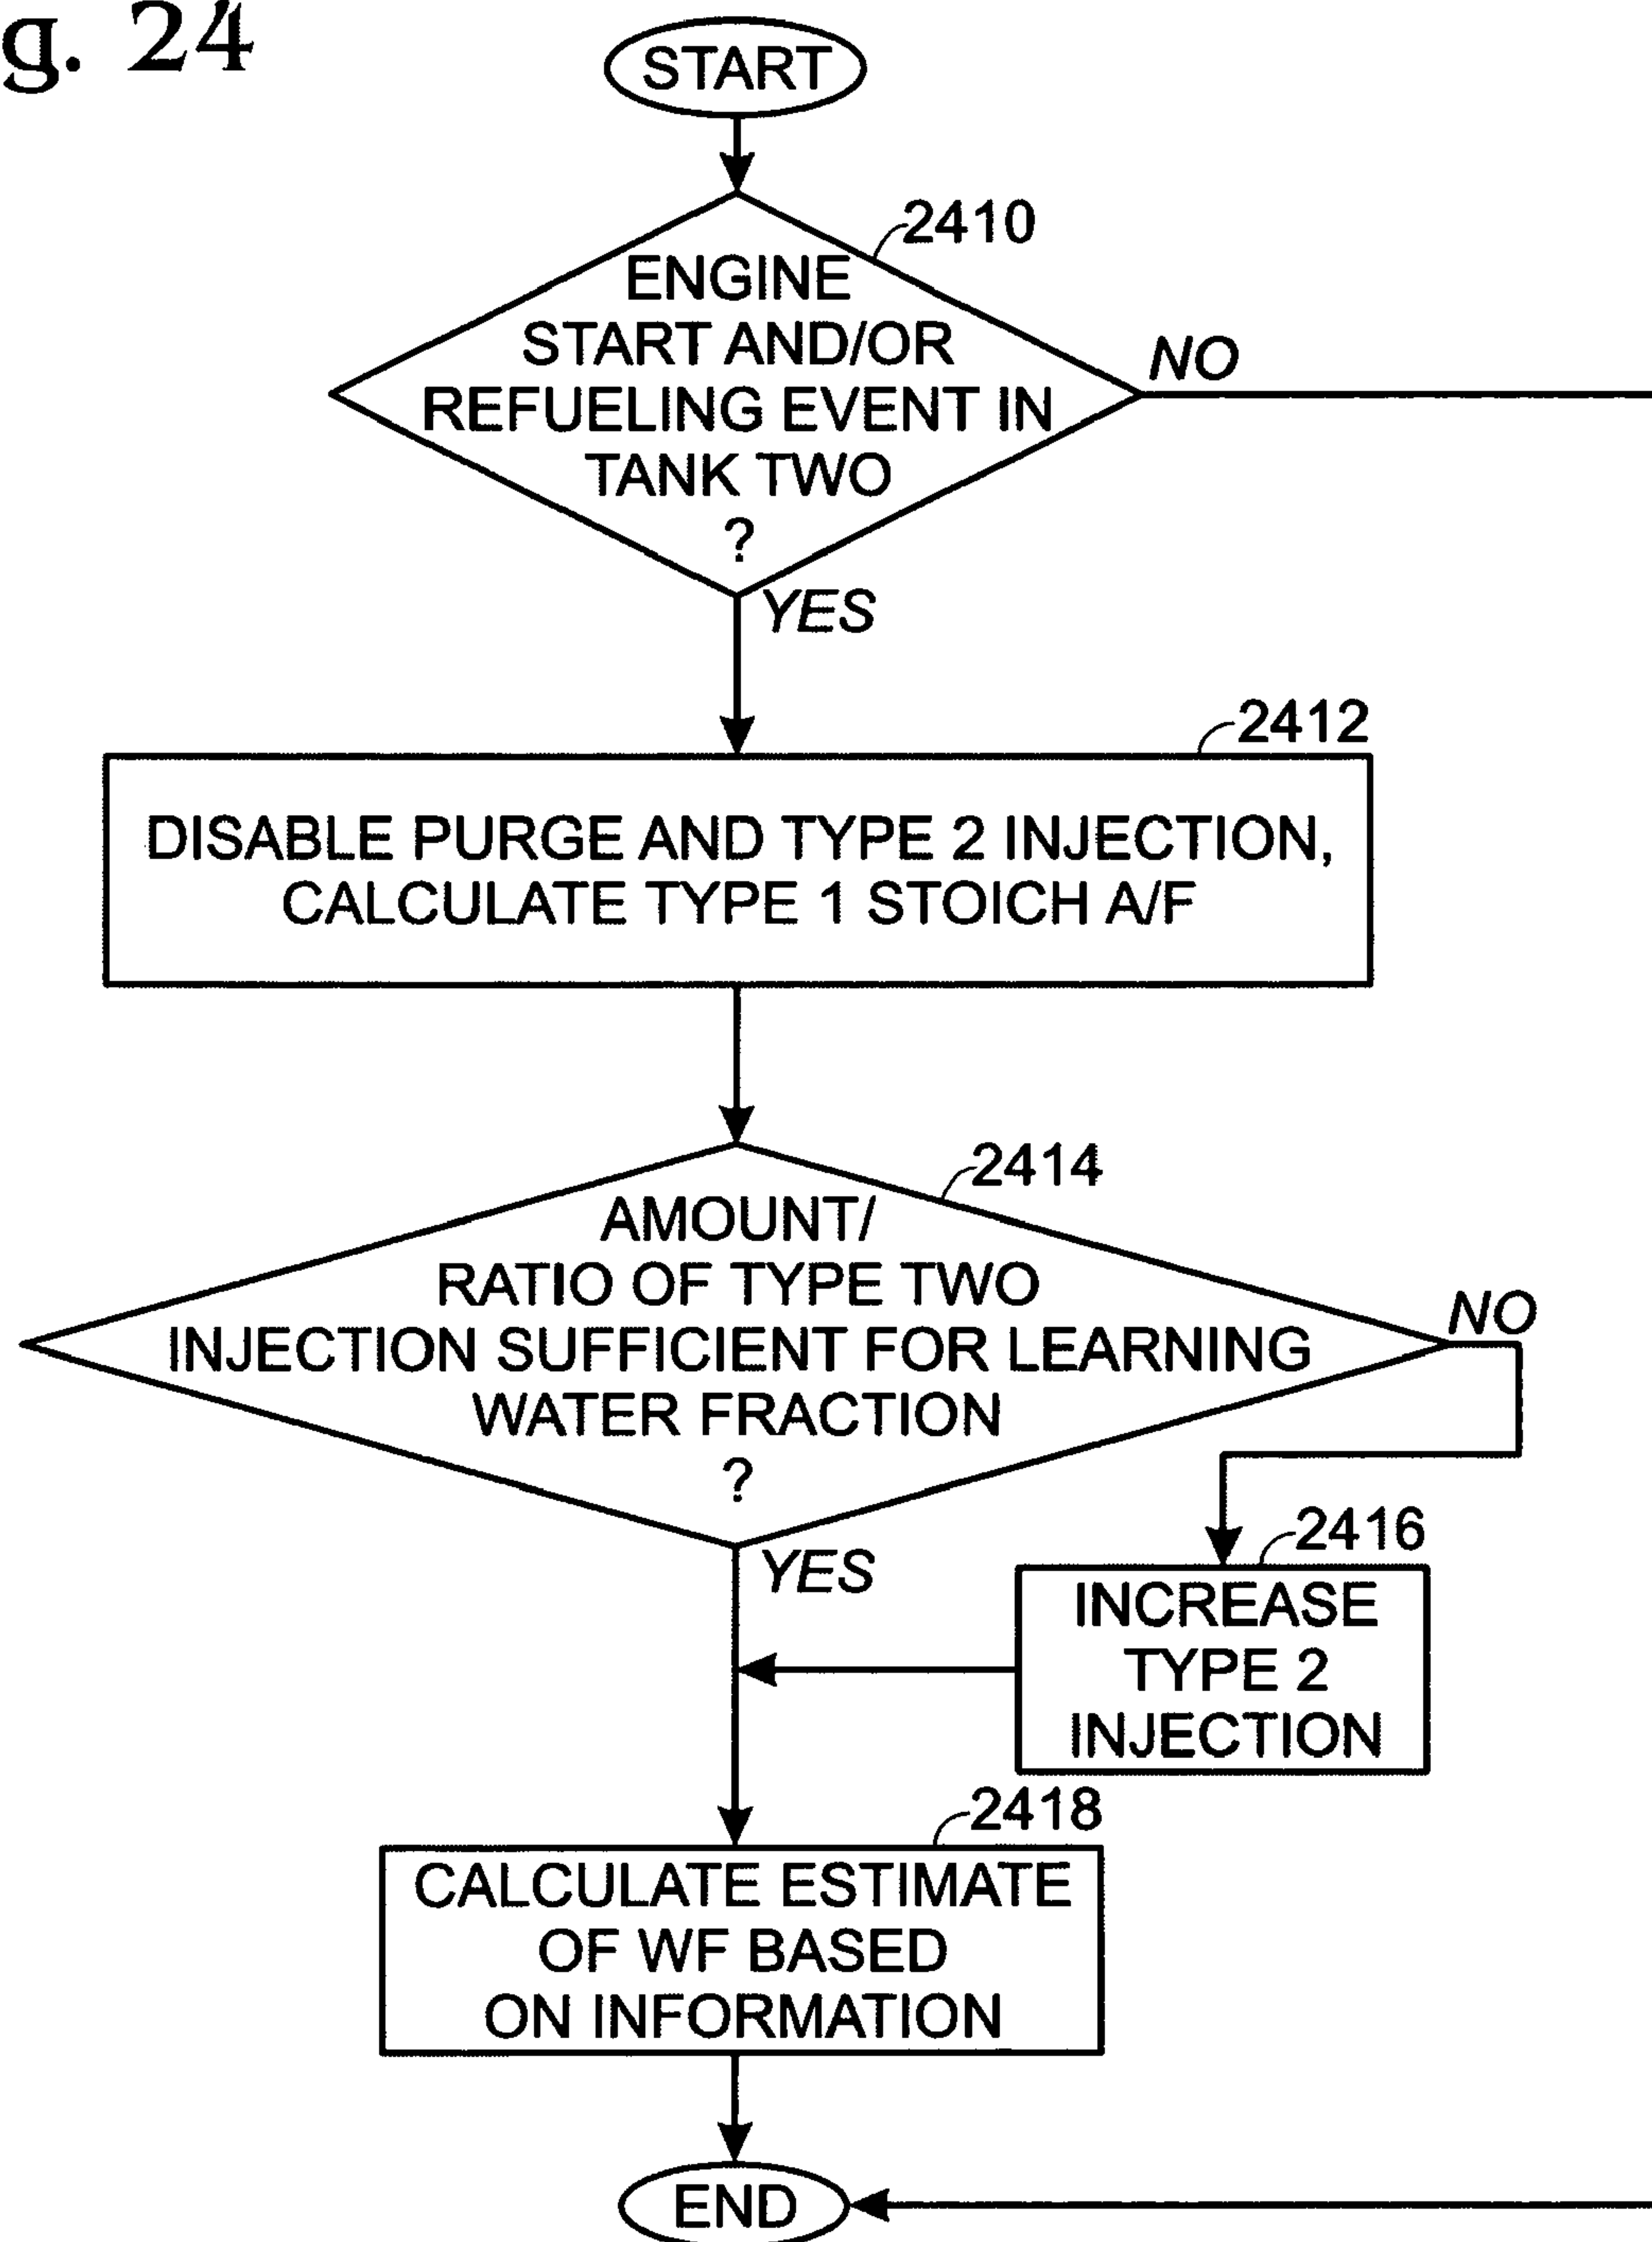 g. 24
START
2410
ENGINE
START AND/OR
REFUELING EVENT IN
TANK TWO
?
NO
YES
2412
DISABLE PURGE AND TYPE 2 INJECTION,
CALCULATE TYPE 1 STOICH A/F
2414
AMOUNT/
RATIO OF TYPE TWO
INJECTION SUFFICIENT FOR LEARNING
WATER FRACTION
?
NO
YES
2416
INCREASE
TYPE 2
INJECTION
2418
CALCULATE ESTIMATE
OF WF BASED
ON INFORMATION
END